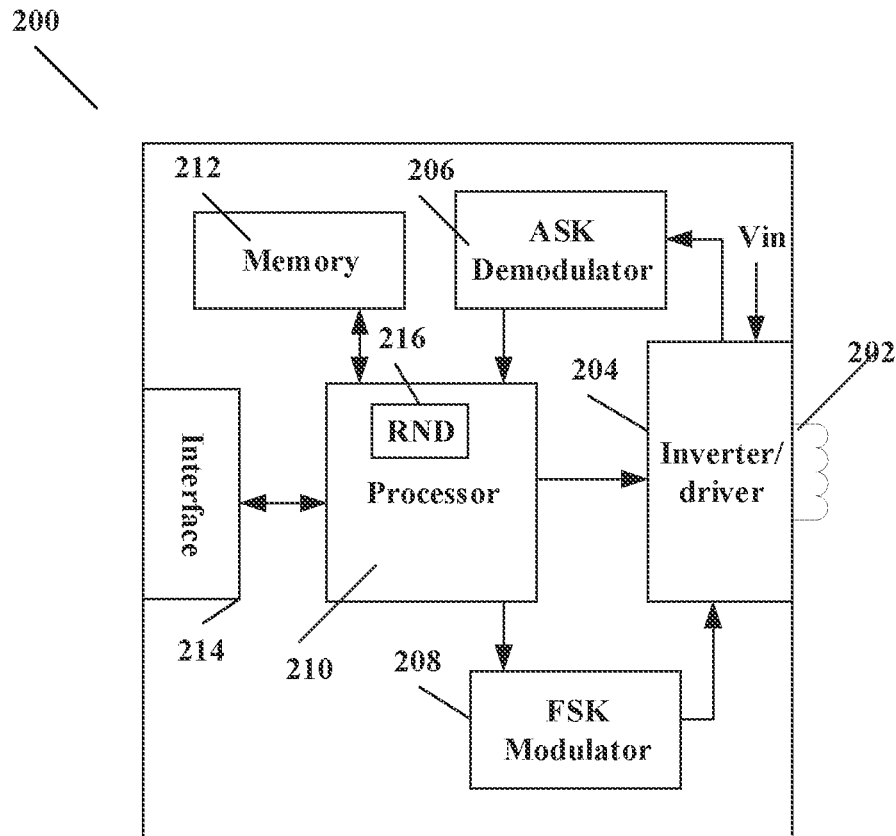 200
212
206
Memory
ASK
Demodulator
Vin
216
204
202
Interface
RND
Processor
Inverter/
driver
214
210
208
FSK
Modulator